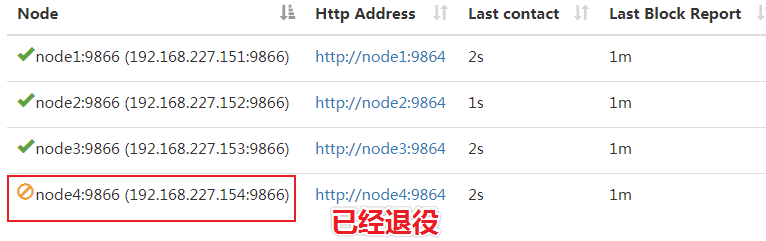 Node Http Address Last contact Last Block Report
node1:9866 (192.168.227.151:9866) http://node1:9864 2s 1m
node2:9866 (192.168.227.152:9866) http://node2:9864 1s 1m
node3:9866 (192.168.227.153:9866) http://node3:9864 2s 1m
node4:9866 (192.168.227.154:9866) http://node4:9864 2s 1m
已经退役